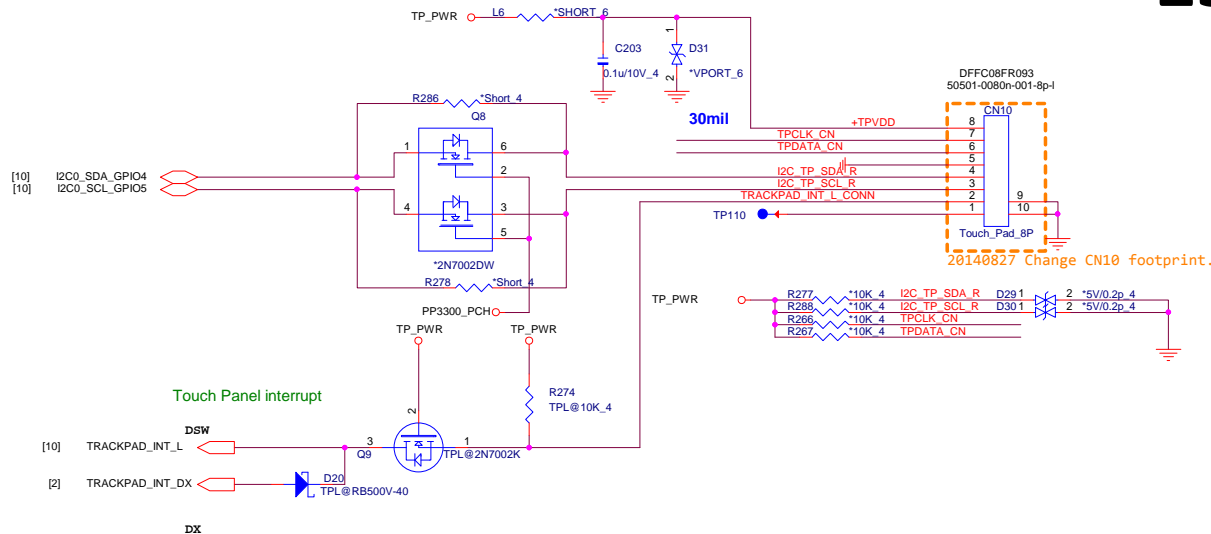 TP_PWR
L6
*SHORT_6
C203
0.1u/10V_4
1
D31
2
*VPORT_6
DFFC08FR093
50501-0080n-001-8p-l
CN10
30mil
+TPVDD
8
TPCLK_CN
7
TPDATA_CN
6
5
I2C_TP_SDA_R
4
I2C_TP_SCL_R
3
TRACKPAD_INT_L_CONN
2
9
TP110
1
10
Touch_Pad_8P
20140827 Change CN10 footprint.
R286
*Short_4
Q8
1
6
2
[10]
I2C0_SDA_GPIO4
[10]
I2C0_SCL_GPIO5
4
3
5
*2N7002DW
R278
*Short_4
PP3300_PCH
TP_PWR
R277
*10K_4
I2C_TP_SDA_R
D29
1
2
*5V/0.2p_4
R288
*10K_4
I2C_TP_SCL_R
D30
1
2
*5V/0.2p_4
R266
*10K_4
TPCLK_CN
R267
*10K_4
TPDATA_CN
TP_PWR
TP_PWR
R274
TPL@10K_4
Touch Panel interrupt
2
DSW
[10]
TRACKPAD_INT_L
3
Q9
1
TPL@2N7002K
[2]
TRACKPAD_INT_DX
D20
TPL@RB500V-40
DX